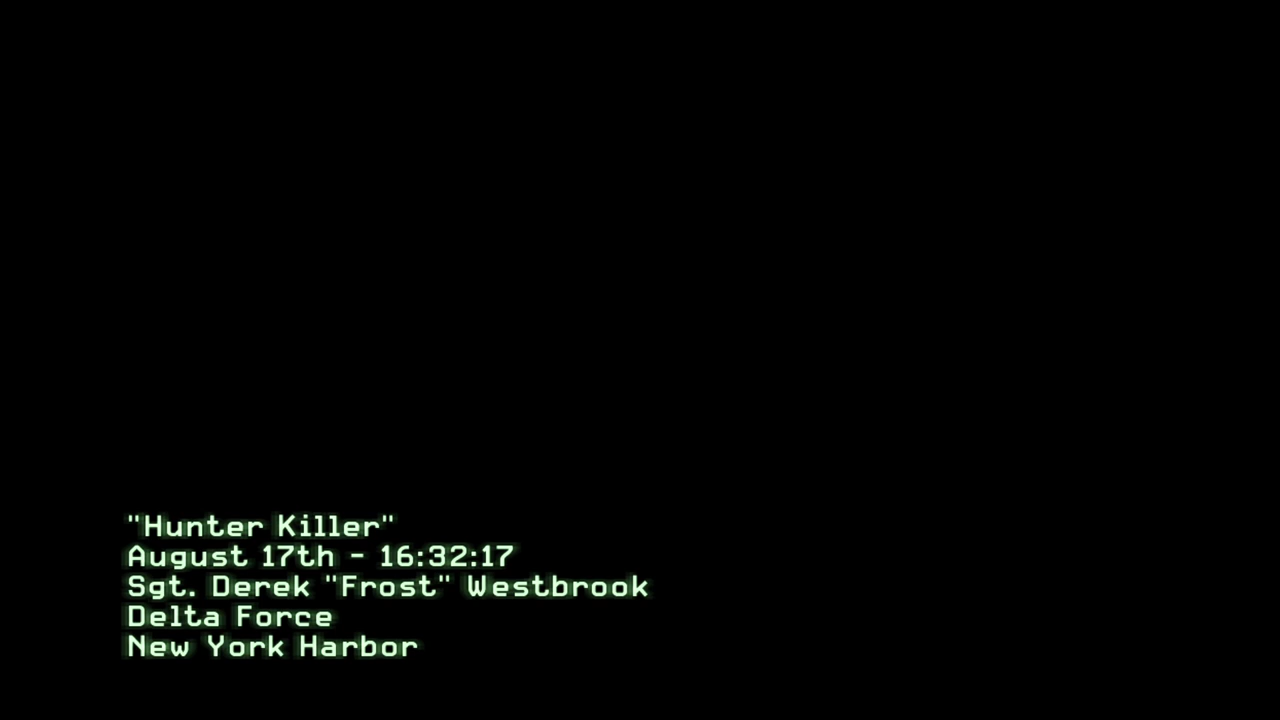 "Hunter Killer"
August 17th - 16:32:17
Sgt. Derek "Frost" Westbrook
Delta Force
New York Harbor